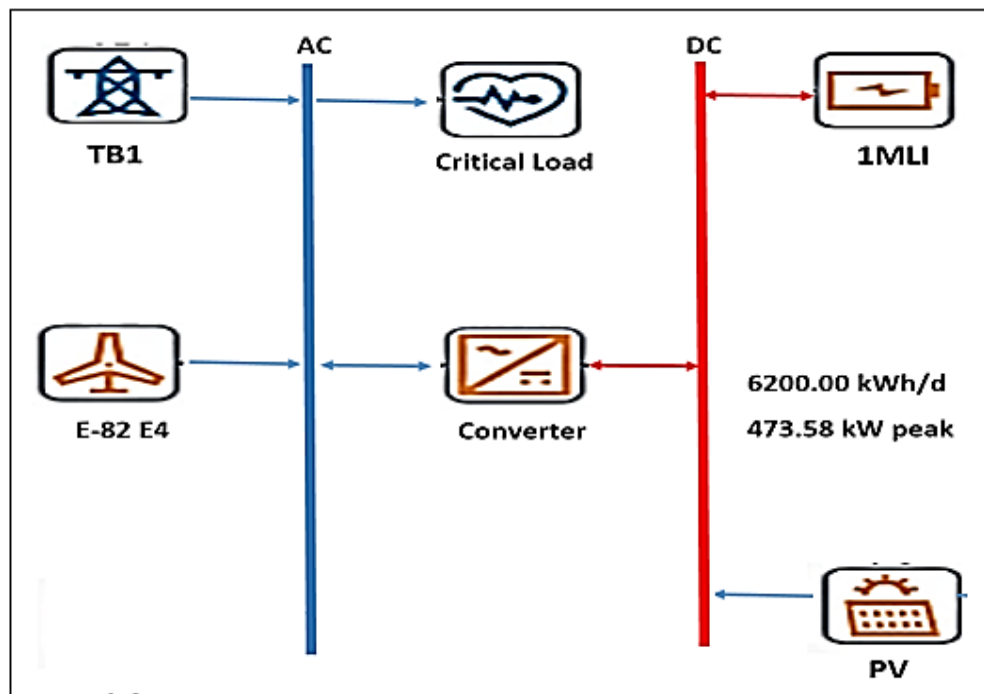 AC
DC
TB1
Critical Load
1MLI
E-82 E4
Converter
6200.00 kWh/d
473.58 kW peak
PV